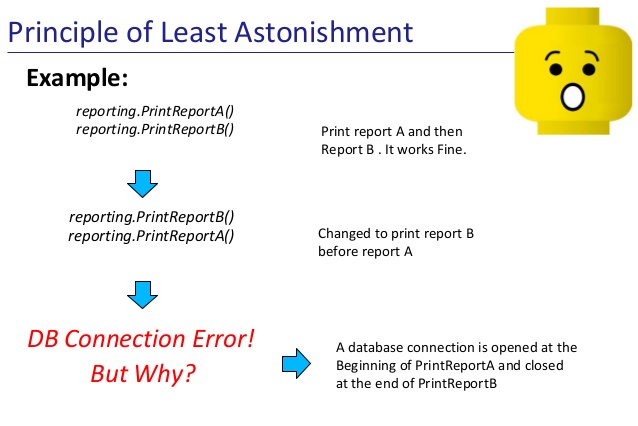 Principle of Least Astonishment
Example:
reporting.PrintReportA()
reporting.PrintReportB()
Print report A and then
Report B . It works Fine.
reporting.PrintReportB()
reporting.PrintReportA()
Changed to print report B
before report A
DB Connection Error!
But Why?
A database connection is opened at the
Beginning of PrintReportA and closed
at the end of PrintReportB